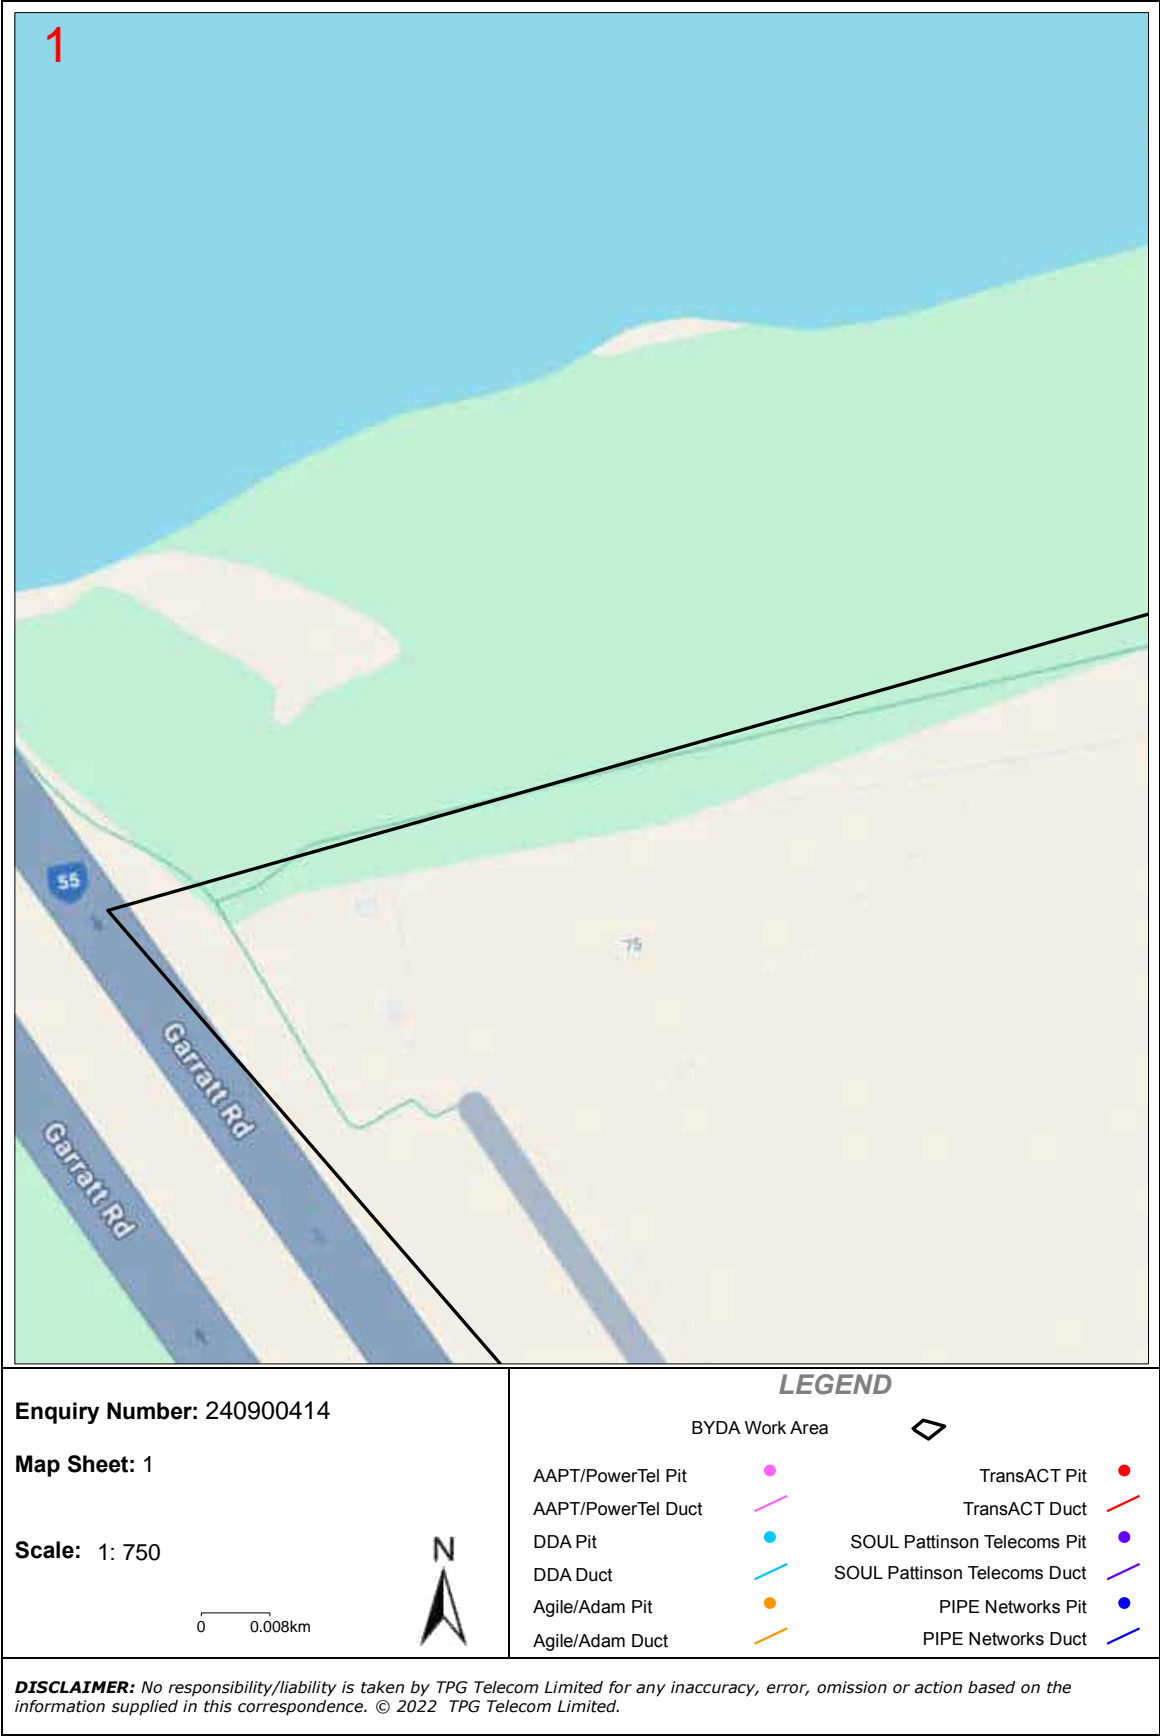 1
55
75
Garratt Rd
Garratt Rd
Enquiry Number: 240900414
Map Sheet: 1
Scale: 1: 750
0 0.008km
N
LEGEND
BYDA Work Area
AAPT/PowerTel Pit
TransACT Pit
AAPT/PowerTel Duct
TransACT Duct
DDA Pit
SOUL Pattinson Telecoms Pit
DDA Duct
SOUL Pattinson Telecoms Duct
Agile/Adam Pit
PIPE Networks Pit
Agile/Adam Duct
PIPE Networks Duct
DISCLAIMER: No responsibility/liability is taken by TPG Telecom Limited for any inaccuracy, error, omission or action based on the
information supplied in this correspondence. © 2022 TPG Telecom Limited.